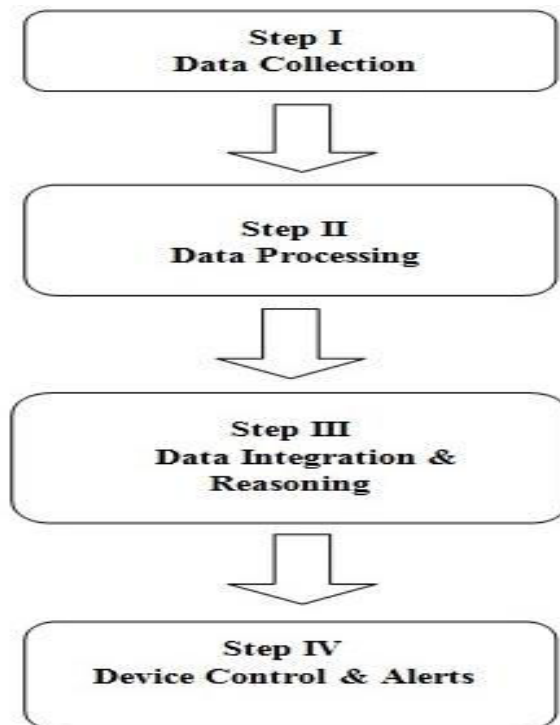 Step I
Data Collection
Step II
Data Processing
Step III
Data Integration &
Reasoning
Step IV
Device Control & Alerts